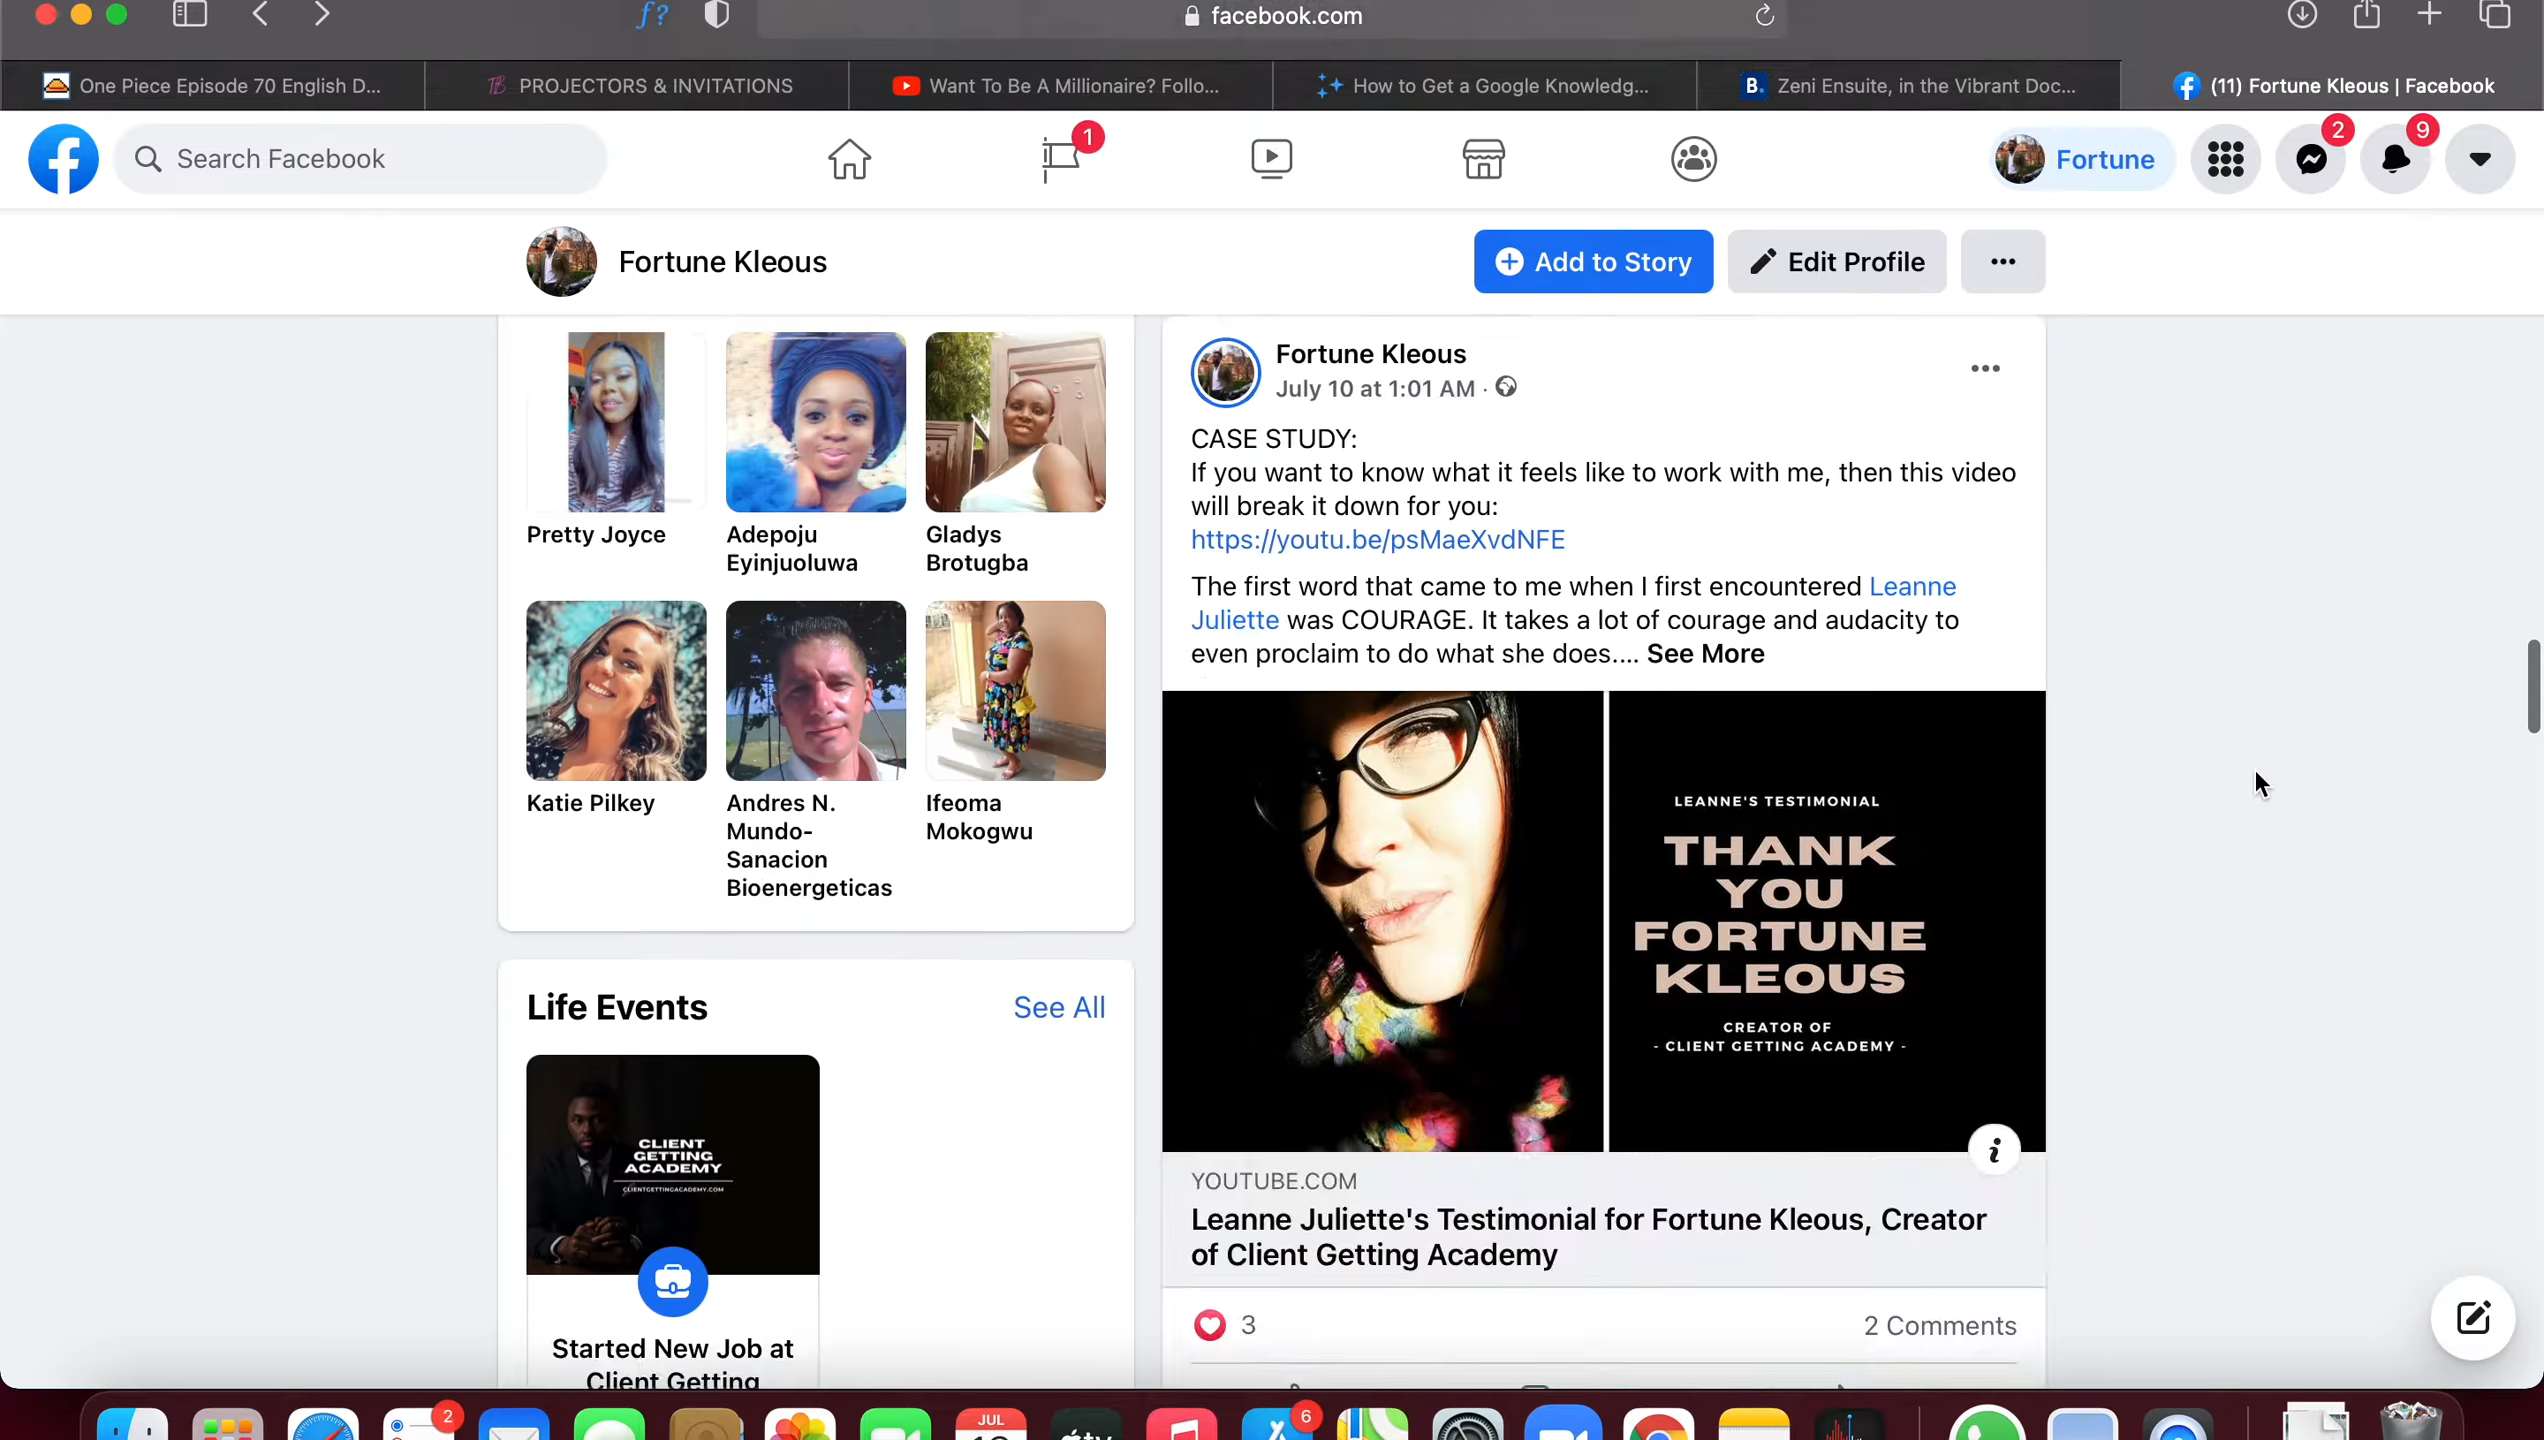 facebook.com
One Piece Episode 70 English D...
PROJECTORS & INVITATIONS
Want To Be A Millionaire? Follo...
How to Get a Google Knowledg...
B. Zeni Ensuite, in the Vibrant Doc...
(11) Fortune Kleous | Facebook
Search Facebook
1
Fortune
2
9
Fortune Kleous
Add to Story
Edit Profile
Pretty Joyce
Adepoju
Eyinjuoluwa
Gladys
Brotugba
Katie Pilkey
Andres N.
Mundo-
Sanacion
Bioenergeticas
Ifeoma
Mokogwu
Life Events
See All
CLIENT
GETTING
ACADEMY
CLIENTGETTINGACADEMY.COM
Started New Job at
Client Getting
Fortune Kleous
July 10 at 1:01 AM ·
CASE STUDY:
If you want to know what it feels like to work with me, then this video
will break it down for you:
https://youtu.be/psMaeXvdNFE
The first word that came to me when I first encountered Leanne
Juliette was COURAGE. It takes a lot of courage and audacity to
even proclaim to do what she does.... See More
LEANNE'S TESTIMONIAL
THANK
YOU
FORTUNE
KLEOUS
CREATOR OF
- CLIENT GETTING ACADEMY -
YOUTUBE.COM
Leanne Juliette's Testimonial for Fortune Kleous, Creator
of Client Getting Academy
3
2 Comments
2
JUL
6